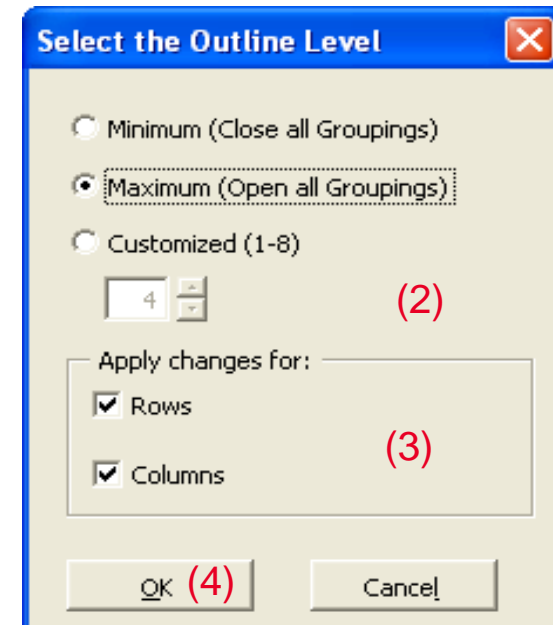 Select the Outline Level
Minimum (Close all Groupings)
Maximum (Open all Groupings)
Customized (1-8)
4
(2)
Apply changes for:
Rows
(3)
Columns
OK (4)
Cancel